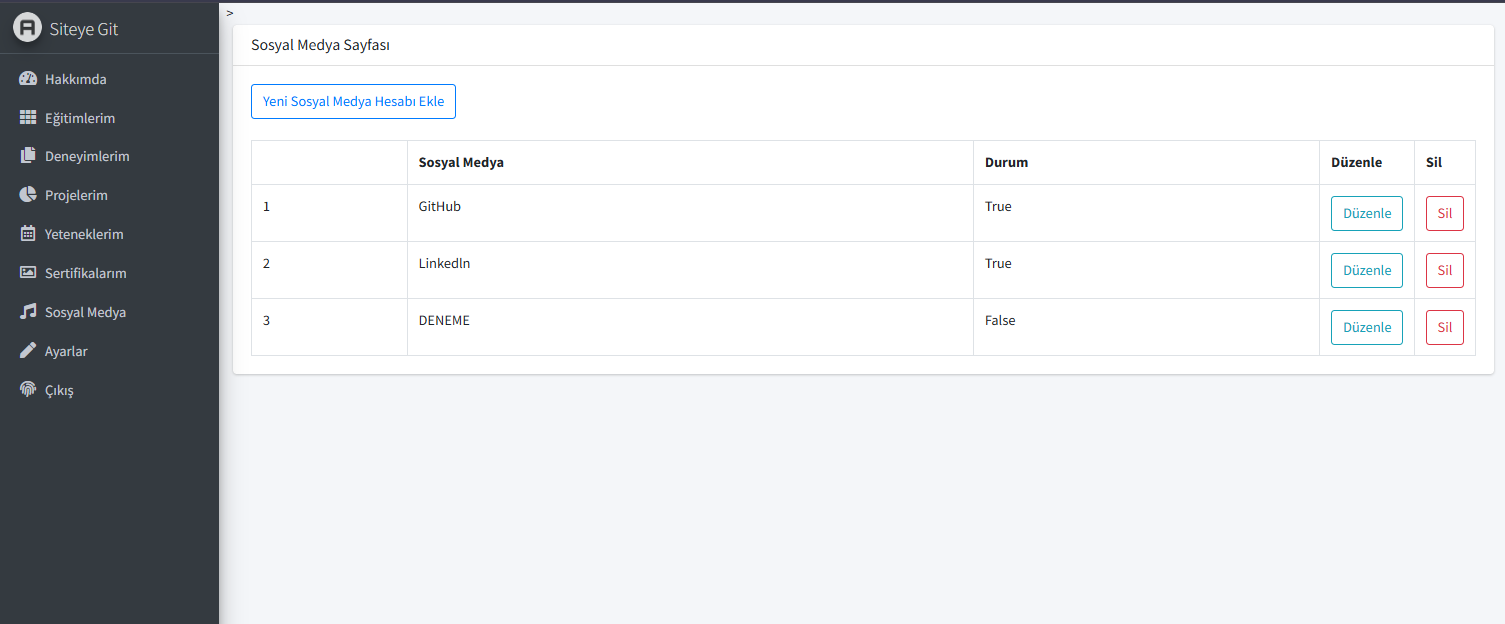 A Siteye Git
Hakkımda
Eğitimlerim
Deneyimlerim
Projelerim
Yeteneklerim
Sertifikalarım
Sosyal Medya
Ayarlar
Çıkış
>
Sosyal Medya Sayfası
Yeni Sosyal Medya Hesabı Ekle
Sosyal Medya Durum Düzenle Sil
1 GitHub True Düzenle Sil
2 Linkedln True Düzenle Sil
3 DENEME False Düzenle Sil